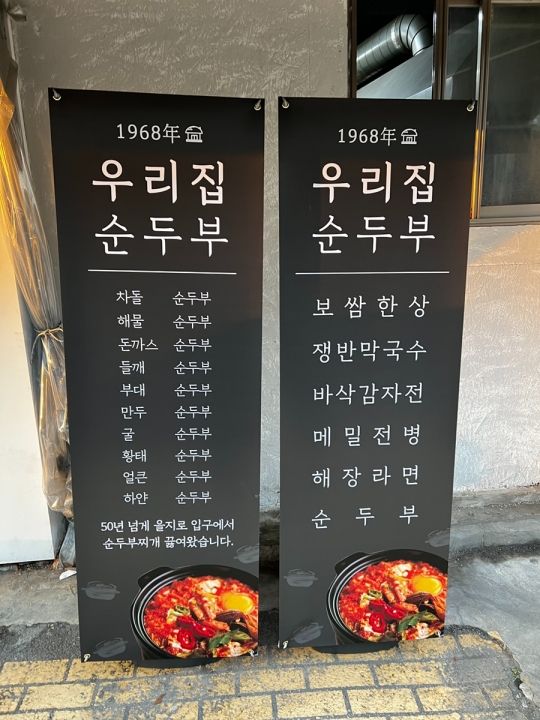 1968年
우리집
순두부
차돌 순두부
해물 순두부
돈까스 순두부
들깨 순두부
부대 순두부
만두 순두부
굴 순두부
황태 순두부
얼큰 순두부
하얀 순두부
50년 넘게 을지로 입구에서
순두부찌개 끓여왔습니다.
1968年
우리집
순두부
보쌈한상
쟁반막국수
바삭감자전
메밀전병
해장라면
순두부